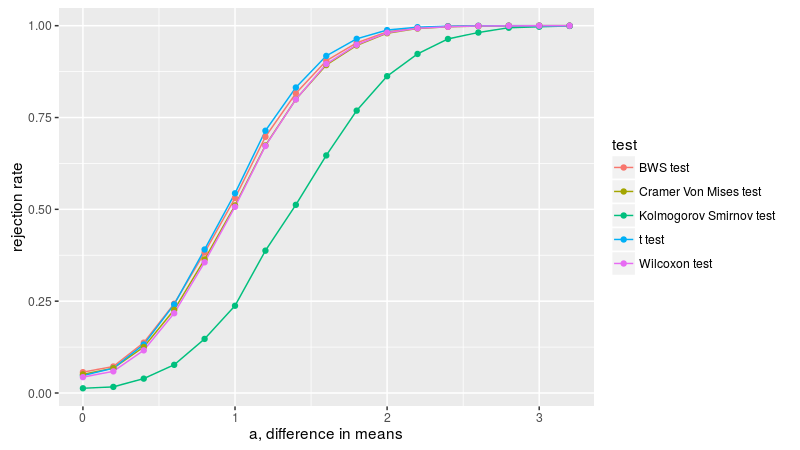 1.00
0.75
0.50
0.25
0.00
rejection rate
0
1
2
3
a, difference in means
test
BWS test
Cramer Von Mises test
Kolmogorov Smirnov test
t test
Wilcoxon test